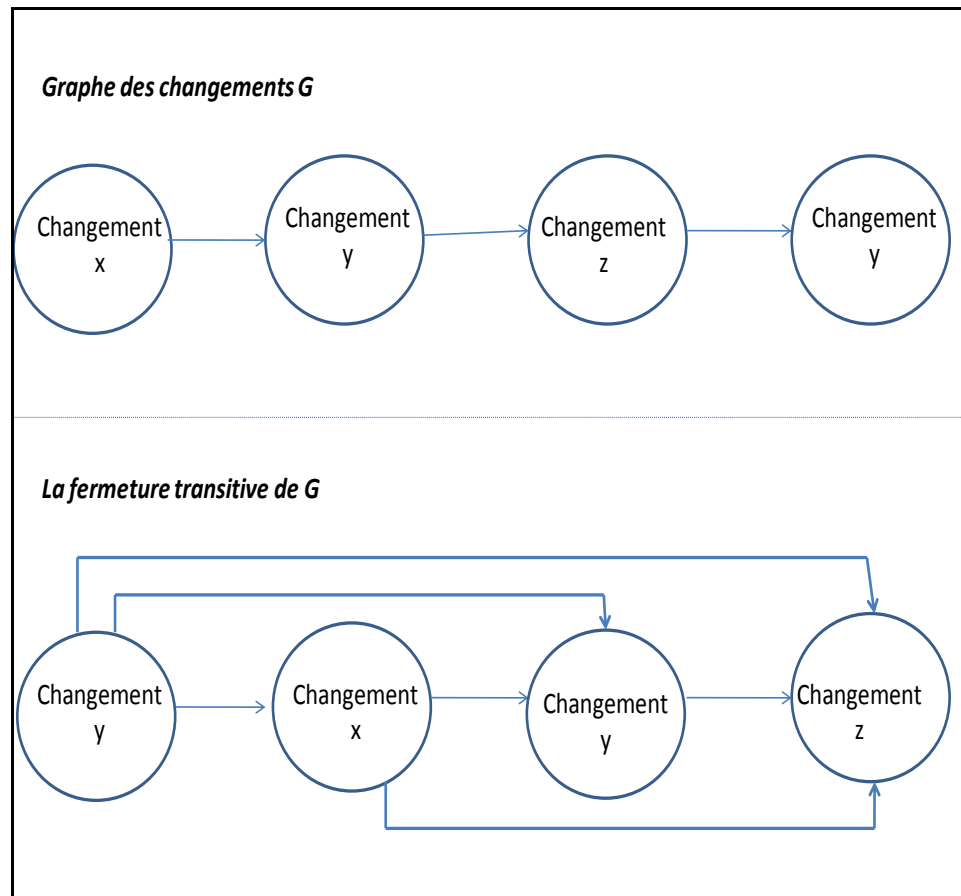 Graphe des changements G
Changement
x
Changement
y
Changement
z
Changement
y
La fermeture transitive de G
Changement
y
Changement
x
Changement
y
Changement
z